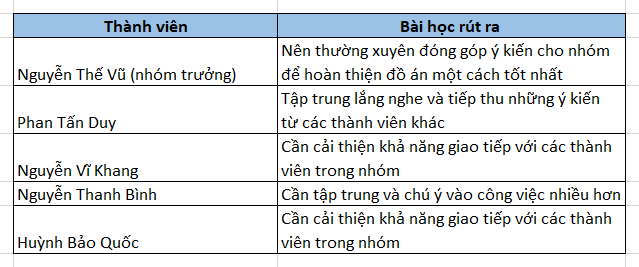 Thành viên
Bài học rút ra
Nguyễn Thế Vũ (nhóm trưởng)
Nên thường xuyên đóng góp ý kiến cho nhóm
để hoàn thiện đồ án một cách tốt nhất
Phan Tấn Duy
Tập trung lắng nghe và tiếp thu những ý kiến
từ các thành viên khác
Nguyễn Vĩ Khang
Cần cải thiện khả năng giao tiếp với các thành
viên trong nhóm
Nguyễn Thanh Bình
Cần tập trung và chú ý vào công việc nhiều hơn
Huỳnh Bảo Quốc
Cần cải thiện khả năng giao tiếp với các thành
viên trong nhóm